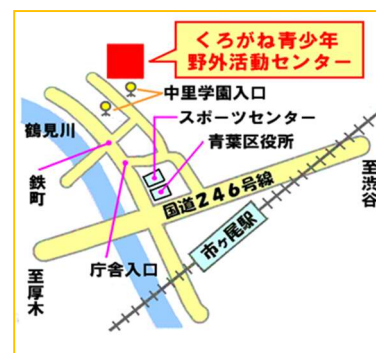 くろがね青少年
野外活動センター
中里学園入口
スポーツセンター
鶴見川
青葉区役所
鉄町
国道246号線
至渋谷
市ヶ尾駅
庁舎入口
至厚木